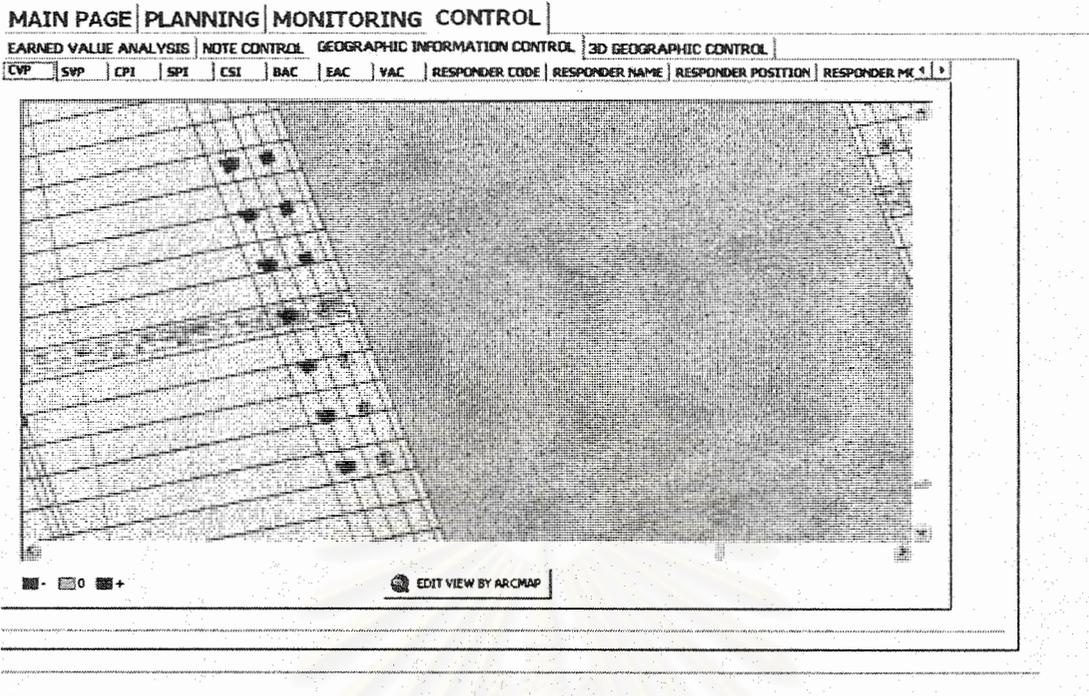 MAIN PAGE PLANNING MONITORING CONTROL
EARNED VALUE ANALYSIS NOTE CONTROL GEOGRAPHIC INFORMATION CONTROL 3D GEOGRAPHIC CONTROL
CVP SVP CPI SPI CSI BAC EAC VAC RESPONDER CODE RESPONDER NAME RESPONDER POSITION RESPONDER
- 0 +
EDIT VIEW BY ARCMAP